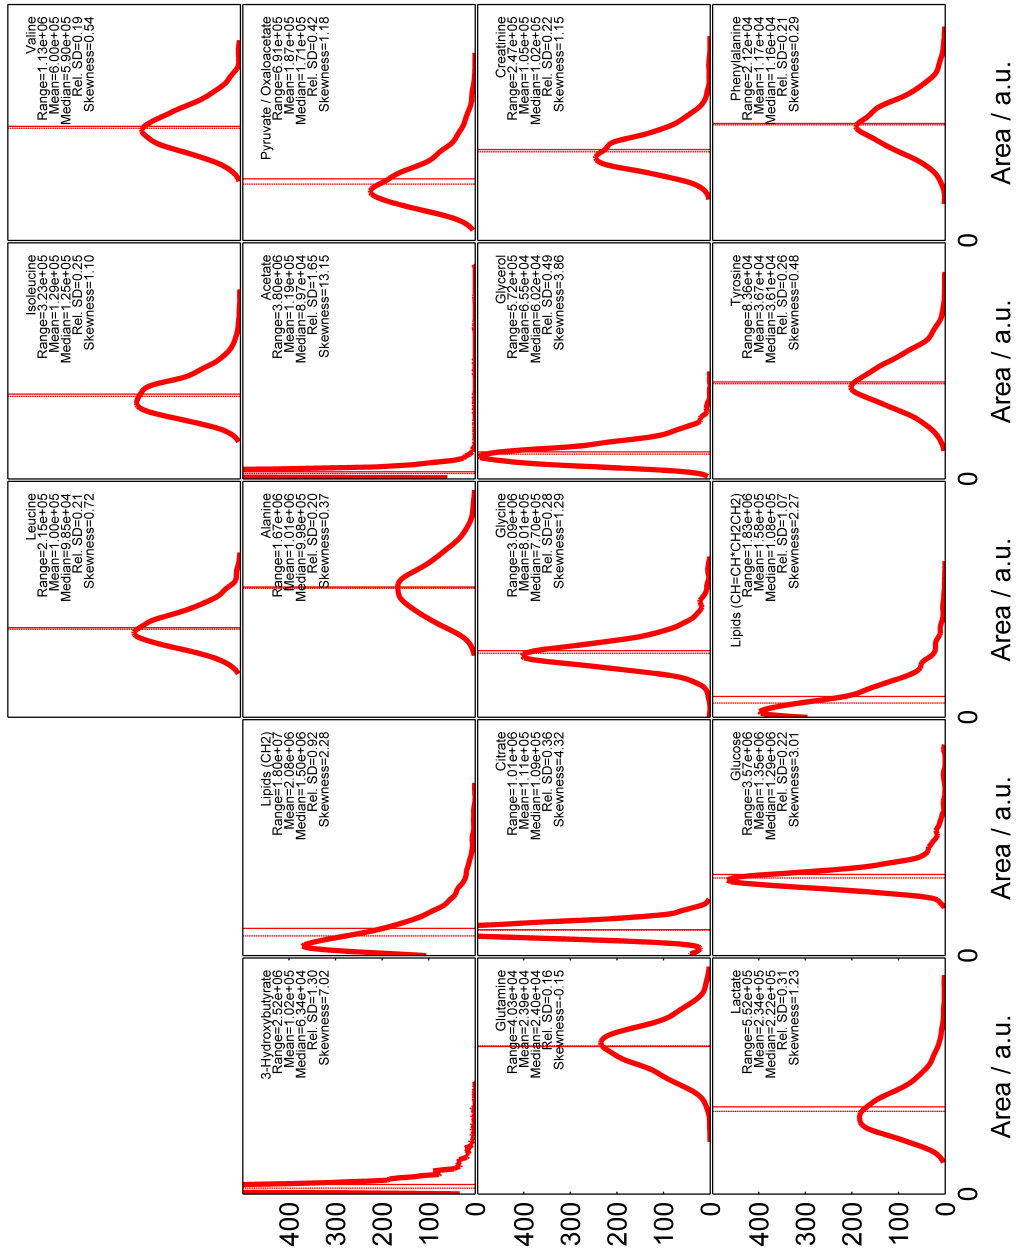 Leucine
Range=2.15e+05
Mean=1.00e+05
Median=9.85e+04
Rel. SD=0.21
Skewness=0.72
Isoleucine
Range=3.23e+05
Mean=1.29e+05
Median=1.25e+05
Rel. SD=0.25
Skewness=1.10
Valine
Range=1.13e+06
Mean=6.00e+05
Median=5.90e+05
Rel. SD=0.19
Skewness=0.54
400
300
200
100
0
3-Hydroxybutyrate
Range=2.52e+06
Mean=1.02e+05
Median=6.34e+04
Rel. SD=1.30
Skewness=7.02
Lipids (CH2)
Range=1.80e+07
Mean=2.08e+06
Median=1.50e+06
Rel. SD=0.92
Skewness=2.28
Alanine
Range=1.67e+06
Mean=1.01e+06
Median=9.98e+05
Rel. SD=0.20
Skewness=0.37
Acetate
Range=3.80e+06
Mean=1.19e+05
Median=8.97e+04
Rel. SD=1.65
Skewness=13.15
Pyruvate / Oxaloacetate
Range=6.91e+05
Mean=1.87e+05
Median=1.71e+05
Rel. SD=0.42
Skewness=1.18
400
300
200
100
0
Glutamine
Range=4.03e+04
Mean=2.39e+04
Median=2.40e+04
Rel. SD=0.16
Skewness=-0.15
Citrate
Range=1.01e+06
Mean=1.11e+05
Median=1.09e+05
Rel. SD=0.36
Skewness=4.32
Glycine
Range=3.09e+06
Mean=8.01e+05
Median=7.70e+05
Rel. SD=0.28
Skewness=1.29
Glycerol
Range=5.72e+05
Mean=6.55e+04
Median=6.02e+04
Rel. SD=0.49
Skewness=3.86
Creatinine
Range=2.47e+05
Mean=1.05e+05
Median=1.02e+05
Rel. SD=0.22
Skewness=1.15
400
300
200
100
0
Lactate
Range=5.52e+05
Mean=2.34e+05
Median=2.22e+05
Rel. SD=0.31
Skewness=1.23
Glucose
Range=3.57e+06
Mean=1.35e+06
Median=1.29e+06
Rel. SD=0.22
Skewness=3.01
Lipids (CH=CH*CH2CH2)
Range=1.83e+06
Mean=1.58e+05
Median=1.08e+05
Rel. SD=1.07
Skewness=2.27
Tyrosine
Range=8.36e+04
Mean=3.67e+04
Median=3.61e+04
Rel. SD=0.26
Skewness=0.48
Phenylalanine
Range=2.12e+04
Mean=1.17e+04
Median=1.16e+04
Rel. SD=0.21
Skewness=0.29
0 0 0 0 0
Area / a.u. Area / a.u. Area / a.u. Area / a.u. Area / a.u.